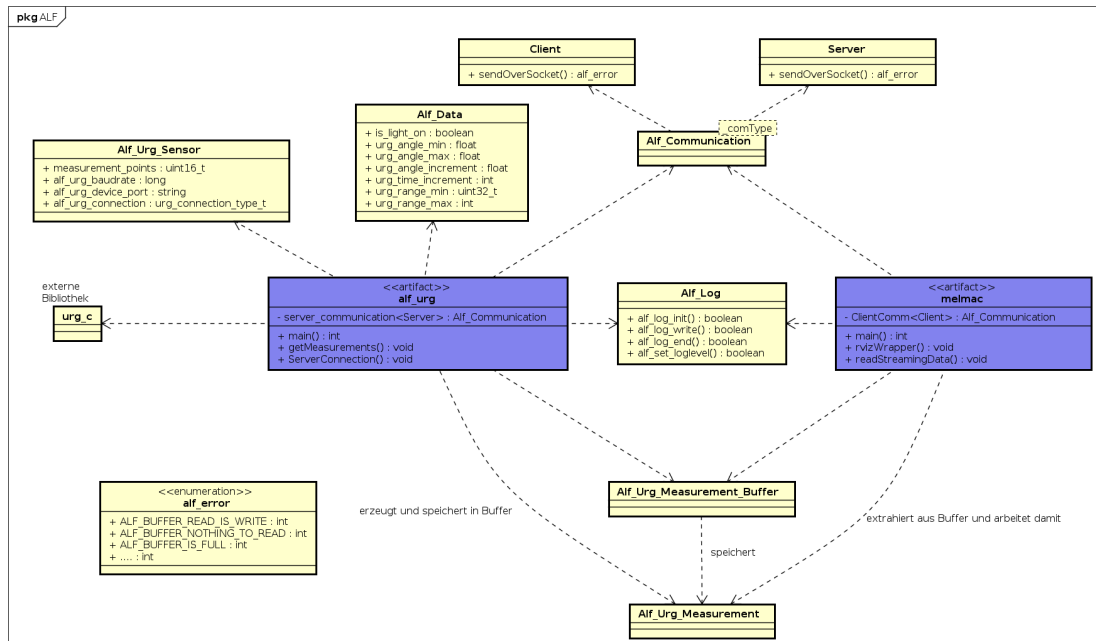 pkg ALF
Client
+ sendOverSocket() : alf_error
Server
+ sendOverSocket() : alf_error
Alf_Data
+ is_light_on : boolean
+ urg_angle_min : float
+ urg_angle_max : float
+ urg_angle_increment : float
+ urg_time_increment : int
+ urg_range_min : uint32_t
+ urg_range_max : int
_comType
Alf_Communication
Alf_Urg_Sensor
+ measurement_points : uint16_t
+ alf_urg_baudrate : long
+ alf_urg_device_port : string
+ alf_urg_connection : urg_connection_type_t
externe
Bibliothek
urg_c
<<artifact>>
alf_urg
- server_communication<Server> : Alf_Communication
+ main() : int
+ getMeasurements() : void
+ ServerConnection() : void
Alf_Log
+ alf_log_init() : boolean
+ alf_log_write() : boolean
+ alf_log_end() : boolean
+ alf_set_loglevel() : boolean
<<artifact>>
melmac
- ClientComm<Client> : Alf_Communication
+ main() : int
+ rvizWrapper() : void
+ readStreamingData() : void
<<enumeration>>
alf_error
+ ALF_BUFFER_READ_IS_WRITE : int
+ ALF_BUFFER_NOTHING_TO_READ : int
+ ALF_BUFFER_IS_FULL : int
+ .... : int
erzeugt und speichert in Buffer
Alf_Urg_Measurement_Buffer
extrahiert aus Buffer und arbeitet damit
speichert
Alf_Urg_Measurement